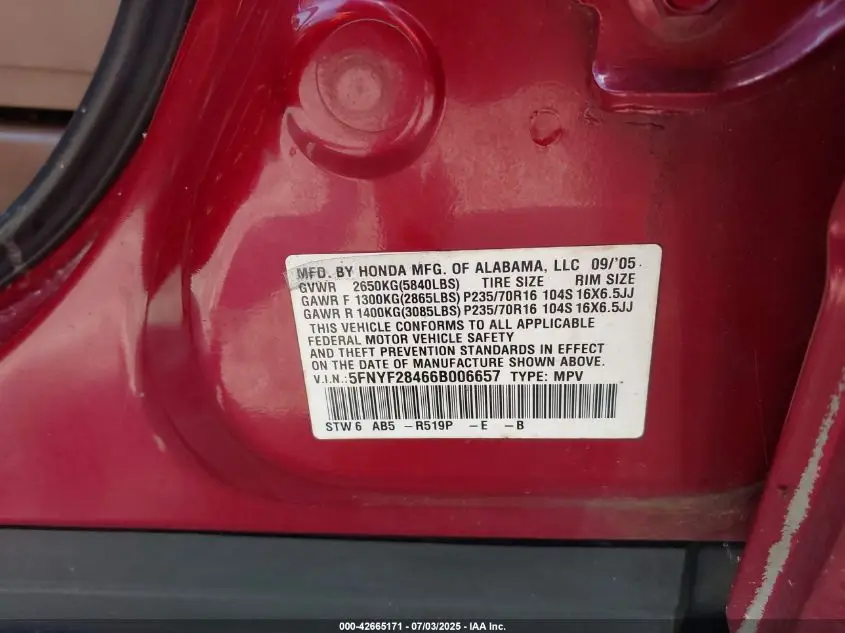 MFD. BY HONDA MFG. OF ALABAMA, LLC 09/'05
GVWR 2650KG(5840LBS) TIRE SIZE RIM SIZE
GAWR F 1300KG(2865LBS) P235/70R16 104S 16X6.5JJ
GAWR R 1400KG(3085LBS) P235/70R16 104S 16X6.5JJ
THIS VEHICLE CONFORMS TO ALL APPLICABLE
FEDERAL MOTOR VEHICLE SAFETY
AND THEFT PREVENTION STANDARDS IN EFFECT
ON THE DATE OF MANUFACTURE SHOWN ABOVE.
V.I.N.:5FNYF28466B006657 TYPE: MPV
STW6 AB5 -R519P -E -B
000-42665171 - 07/03/2025 - IAA Inc.